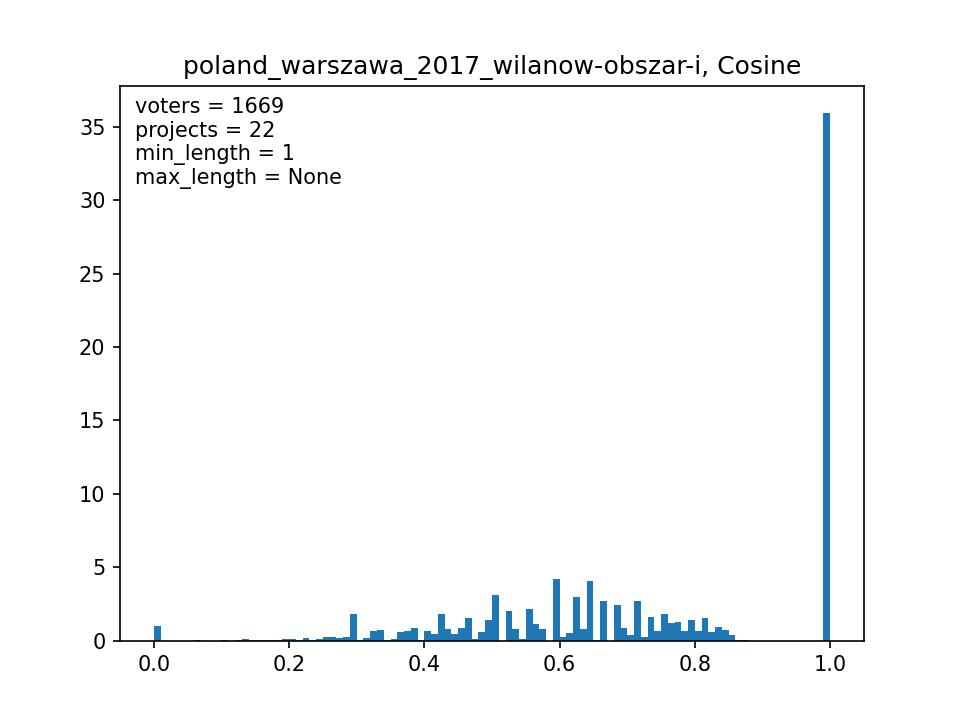 poland_warszawa_2017_wilanow-obszar-i, Cosine
voters = 1669
projects = 22
min_length = 1
max_length = None
35
30
25
20
15
10
5
0
0.0 0.2 0.4 0.6 0.8 1.0